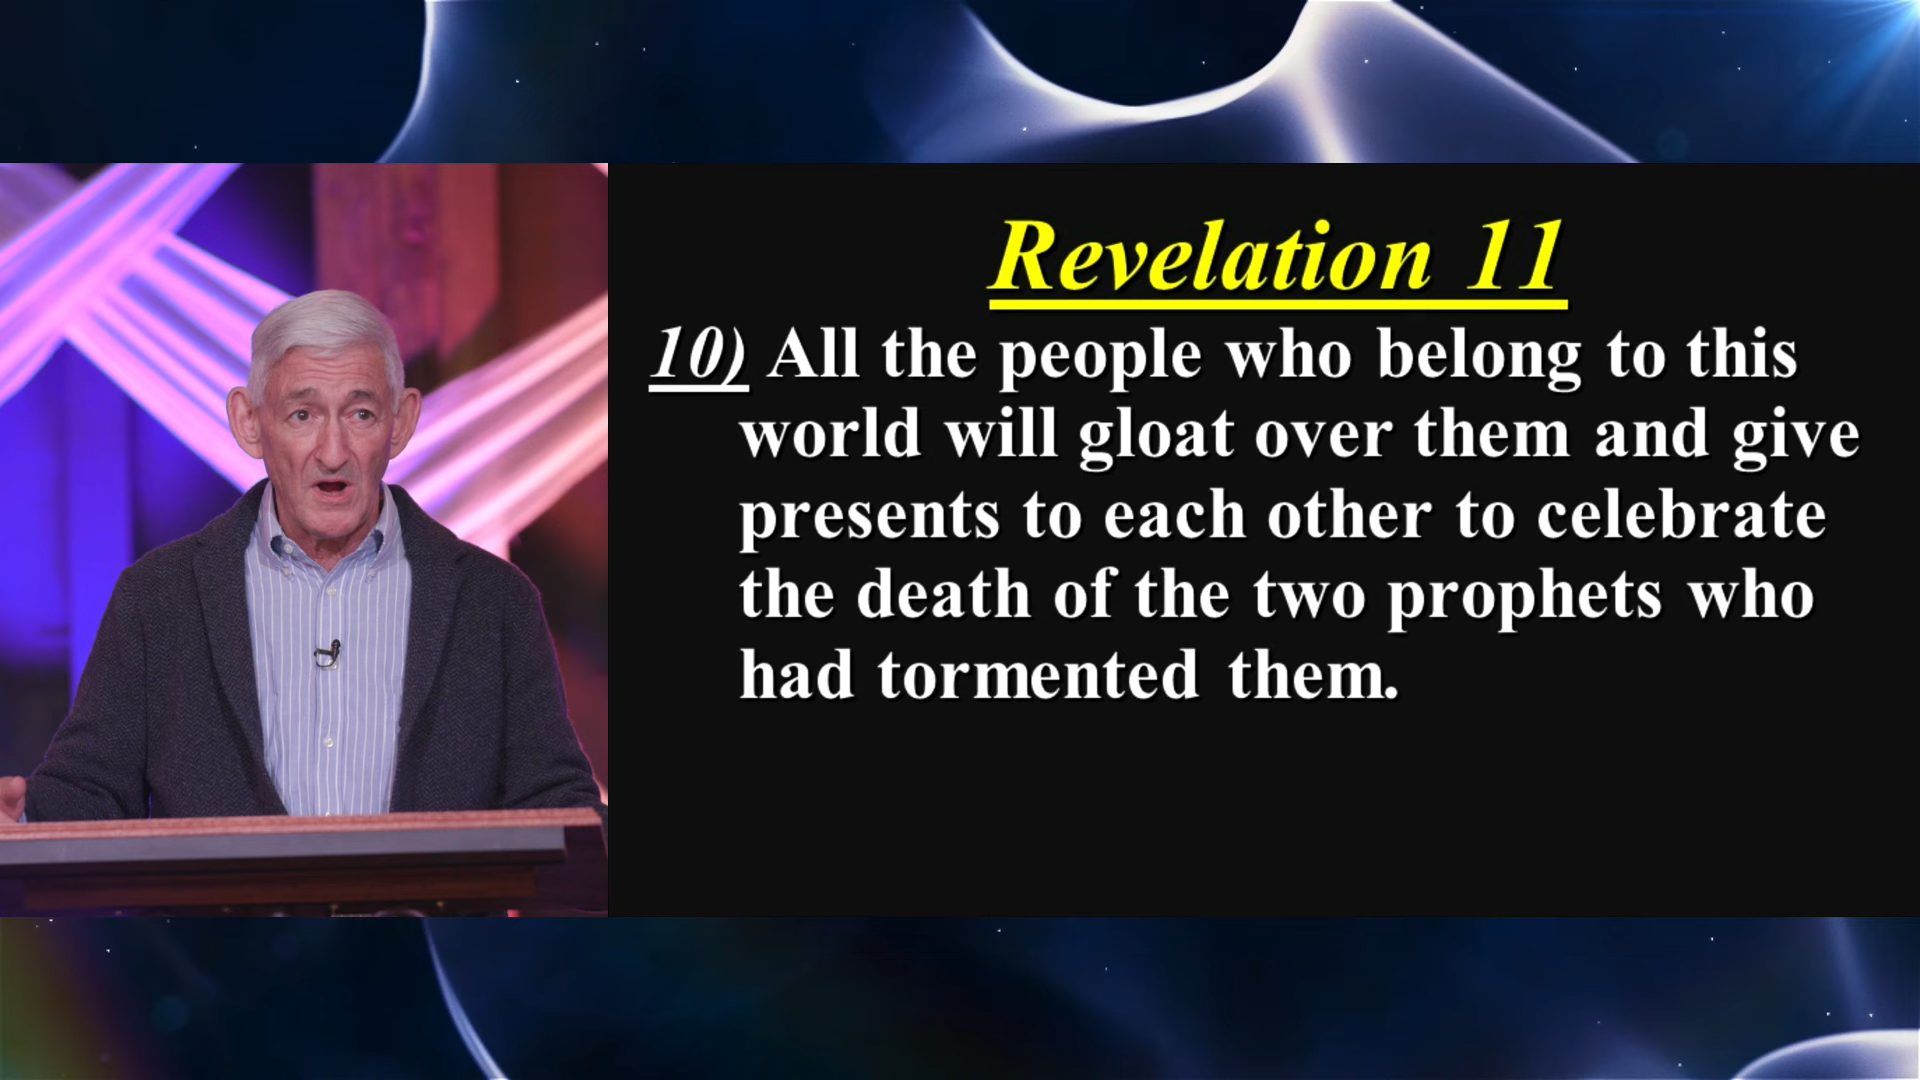 Revelation 11
10) All the people who belong to this
world will gloat over them and give
presents to each other to celebrate
the death of the two prophets who
had tormented them.